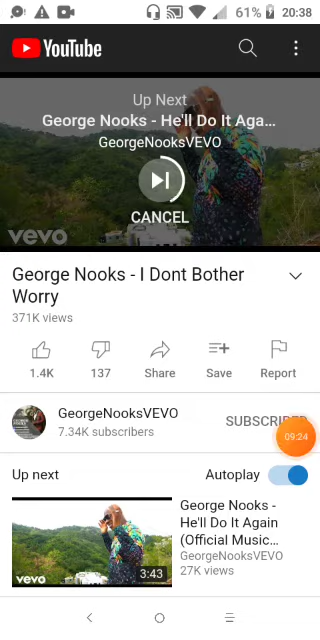 61% 20:38
YouTube
Up Next
George Nooks - He'll Do It Aga...
GeorgeNooksVEVO
CANCEL
vevo
George Nooks - I Dont Bother
Worry
371K views
1.4K 137 Share Save Report
GeorgeNooksVEVO
7.34K subscribers
SUBSCRIBED
09:24
Up next Autoplay
George Nooks -
He'll Do It Again
(Official Music...
GeorgeNooksVEVO
27K views
vevo 3:43